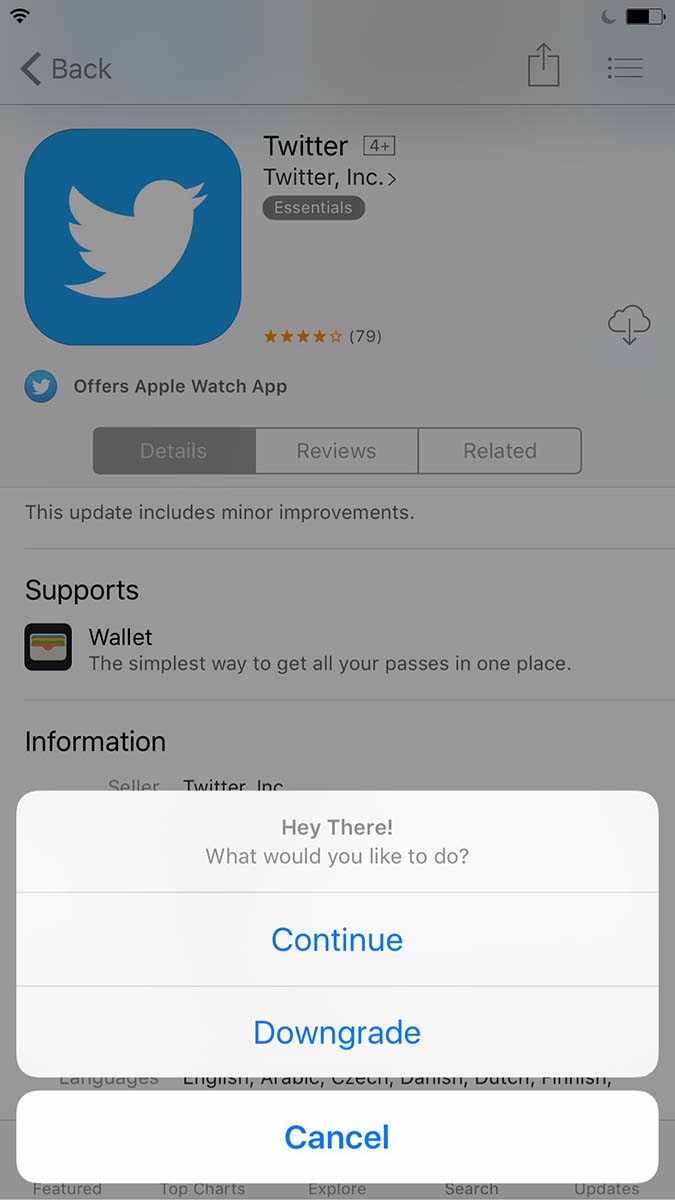 Back
Twitter 4+
Twitter, Inc.
Essentials
(79)
Offers Apple Watch App
Details Reviews Related
This update includes minor improvements.
Supports
Wallet
The simplest way to get all your passes in one place.
Information
Seller Twitter, Inc.
Hey There!
What would you like to do?
Continue
Downgrade
Languages English, Arabic, Czech, Danish, Dutch, Finnish,
Cancel
Featured Top Charts Explore Search Updates